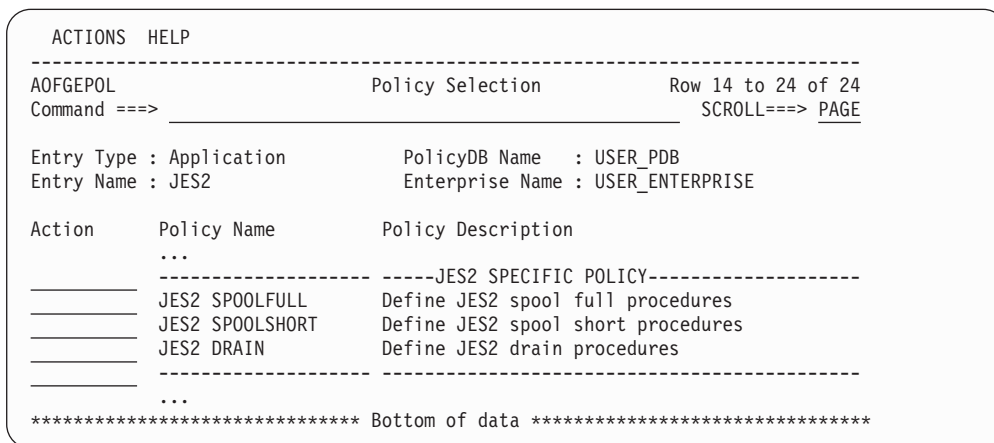 ACTIONS HELP
------------------------------------------------------------------------------
AOFGEPOL Policy Selection Row 14 to 24 of 24
Command ===> SCROLL===> PAGE
Entry Type : Application PolicyDB Name : USER_PDB
Entry Name : JES2 Enterprise Name : USER_ENTERPRISE
Action Policy Name Policy Description
...
-------------------- -----JES2 SPECIFIC POLICY--------------------
JES2 SPOOLFULL Define JES2 spool full procedures
JES2 SPOOLSHORT Define JES2 spool short procedures
JES2 DRAIN Define JES2 drain procedures
-------------------- --------------------------------------------
...
******************************* Bottom of data ********************************